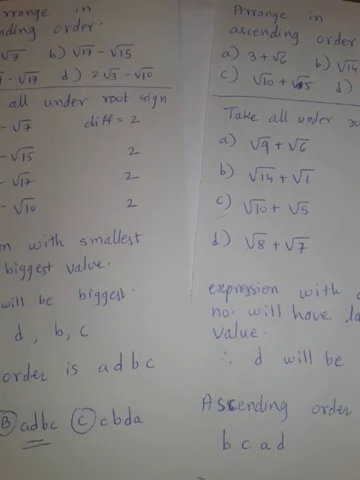 Arrange in
ding order.
√7 b) √17 - √15
- √17 d) 2√3 - √10
all under root sign
- √7 diff = 2
- √15 2
- √17 2
- √10 2
with smallest
biggest value.
will be biggest.
d, b, c
order is a d b c
B adbc C cbda
Arrange in
ascending order
a) 3 + √6 b) √14
c) √10 + √5 d)
Take all under
a) √9 + √6
b) √14 + √1
c) √10 + √5
d) √8 + √7
expression with
no. will have
value.
∴ d will be
Ascending order
b c a d